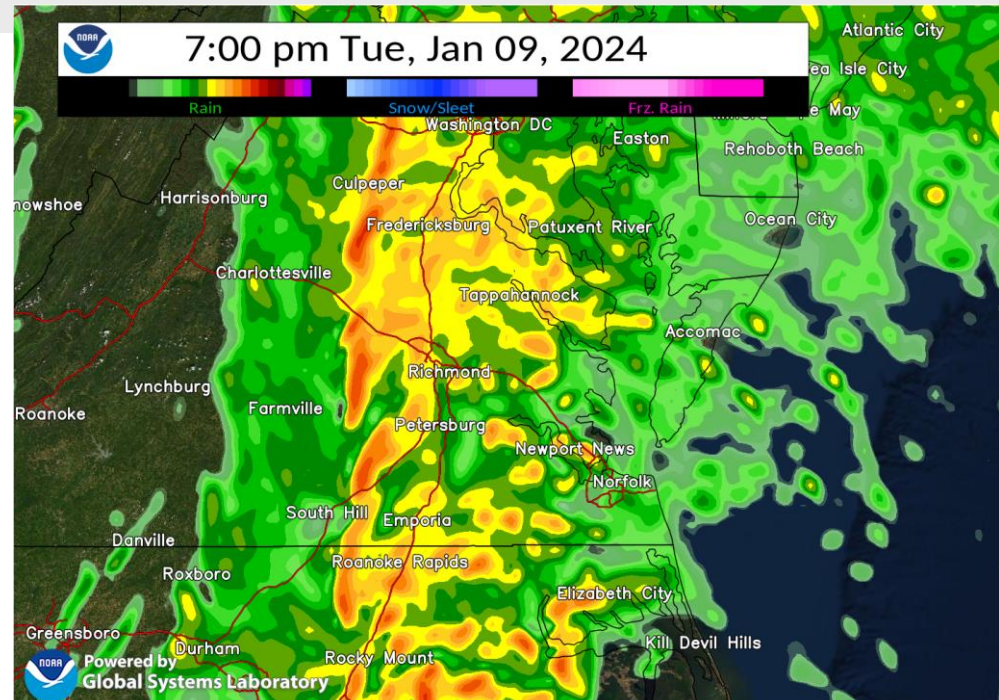 NOAA
7:00 pm Tue, Jan 09, 2024
Rain
Snow/Sleet
Frz. Rain
Atlantic City
ea Isle City
e May
Washington DC
Easton
Rehoboth Beach
Culpeper
nowshoe
Harrisonburg
Fredericksburg
Patuxent River
Ocean City
Charlottesville
Tappahannock
Accomac
Richmond
Lynchburg
Farmville
Roanoke
Petersburg
Newport News
Norfolk
South Hill
Emporia
Danville
Roanoke Rapids
Roxboro
Elizabeth City
Greensboro
Durham
Kill Devil Hills
Rocky Mount
NOAA
Powered by
Global Systems Laboratory